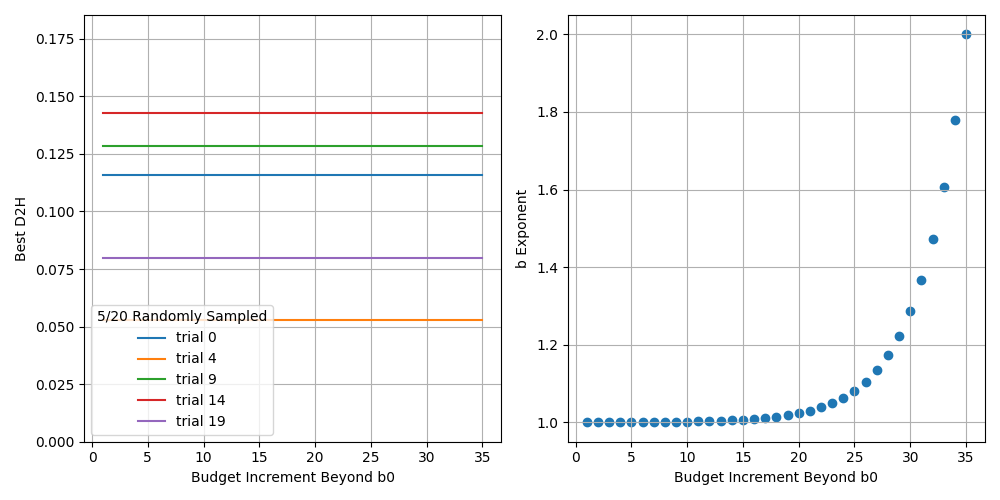 0.175
0.150
0.125
0.100
0.075
0.050
0.025
0.000
Best D2H
0 5 10 15 20 25 30 35
Budget Increment Beyond b0
5/20 Randomly Sampled
trial 0
trial 4
trial 9
trial 14
trial 19
2.0
1.8
1.6
1.4
1.2
1.0
b Exponent
0 5 10 15 20 25 30 35
Budget Increment Beyond b0